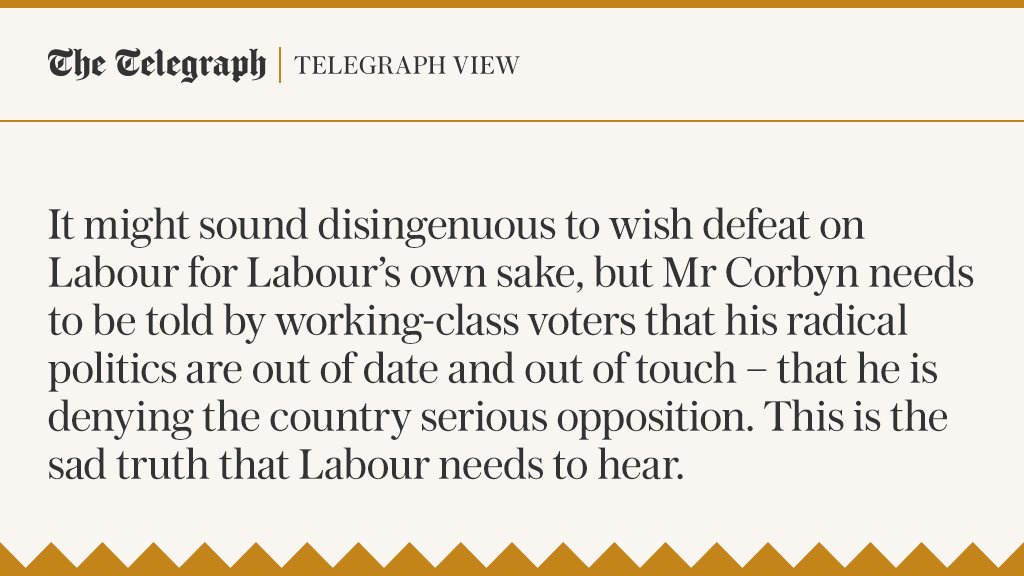 The Telegraph | TELEGRAPH VIEW
It might sound disingenuous to wish defeat on
Labour for Labour’s own sake, but Mr Corbyn needs
to be told by working-class voters that his radical
politics are out of date and out of touch – that he is
denying the country serious opposition. This is the
sad truth that Labour needs to hear.